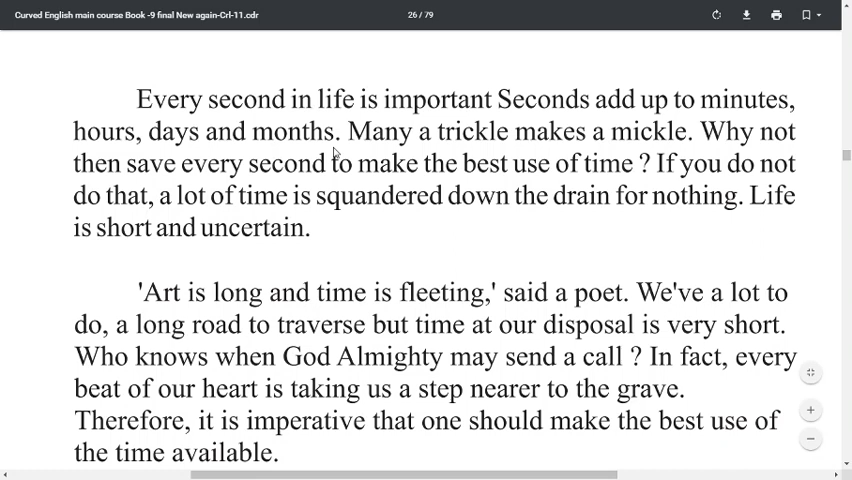 Curved English main course Book -9 final New again-Crl-11.cdr
26 / 79
Every second in life is important Seconds add up to minutes,
hours, days and months. Many a trickle makes a mickle. Why not
then save every second to make the best use of time ? If you do not
do that, a lot of time is squandered down the drain for nothing. Life
is short and uncertain.
'Art is long and time is fleeting,' said a poet. We've a lot to
do, a long road to traverse but time at our disposal is very short.
Who knows when God Almighty may send a call ? In fact, every
beat of our heart is taking us a step nearer to the grave.
Therefore, it is imperative that one should make the best use of
the time available.